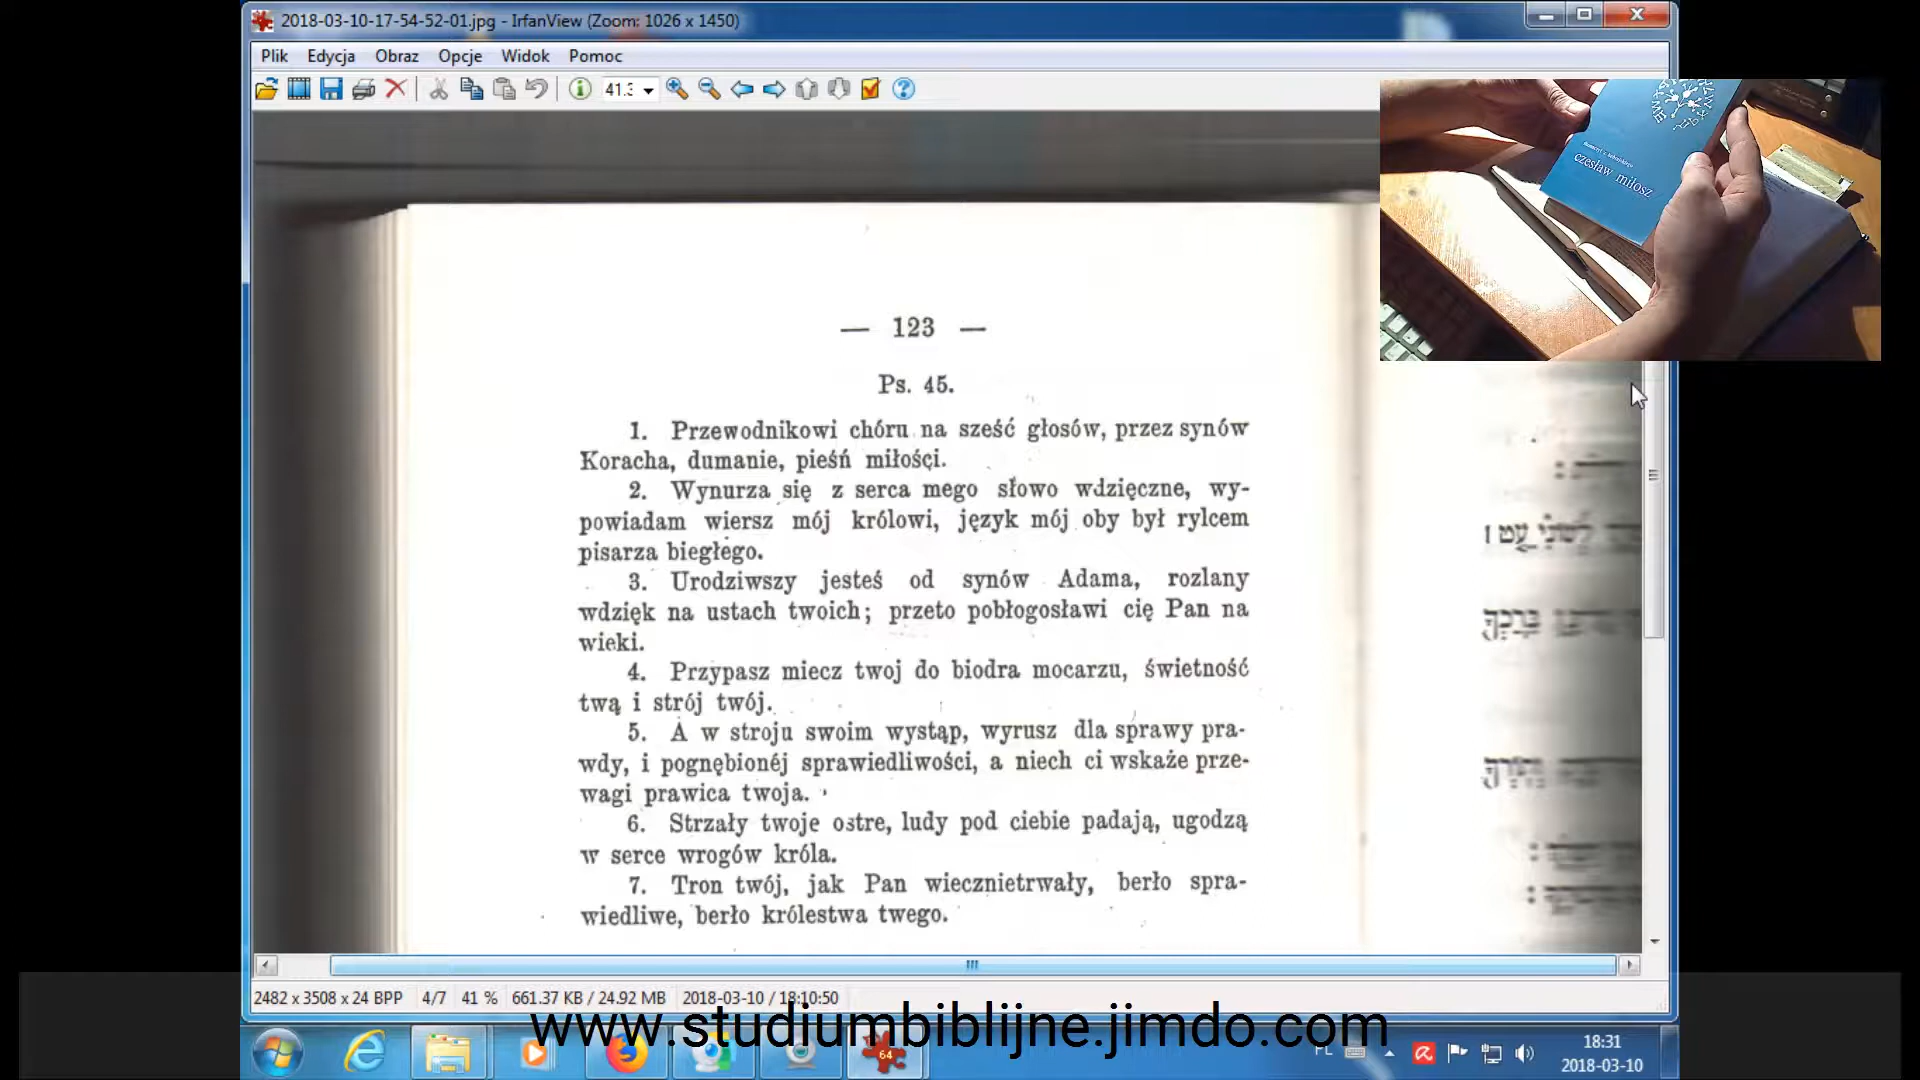 2018-03-10-17-54-52-01.jpg - IrfanView (Zoom: 1026 x 1450)
Plik Edycja Obraz Opcje Widok Pomoc
41.3
czesław miłosz
— 123 —
Ps. 45.
1. Przewodnikowi chóru na sześć głosów, przez synów
Koracha, dumanie, pieśń miłości.
2. Wynurza się z serca mego słowo wdzięczne, wy-
powiadam wiersz mój królowi, język mój oby był rylcem
pisarza biegłego.
3. Urodziwszy jesteś od synów Adama, rozlany
wdzięk na ustach twoich; przeto pobłogosławi cię Pan na
wieki.
4. Przypasz miecz twoj do biodra mocarzu, świetność
twą i strój twój.
5. A w stroju swoim wystąp, wyrusz dla sprawy pra-
wdy, i pognębionéj sprawiedliwości, a niech ci wskaże prze-
wagi prawica twoja.
6. Strzały twoje ostre, ludy pod ciebie padają, ugodzą
w serce wrogów króla.
7. Tron twój, jak Pan wiecznietrwały, berło spra-
wiedliwe, berło królestwa twego.
2482 x 3508 x 24 BPP 4/7 41 % 661.37 KB / 24.92 MB 2018-03-10 / 18:10:50
www.studiumbiblijne.jimdo.com
64
PL
18:31
2018-03-10